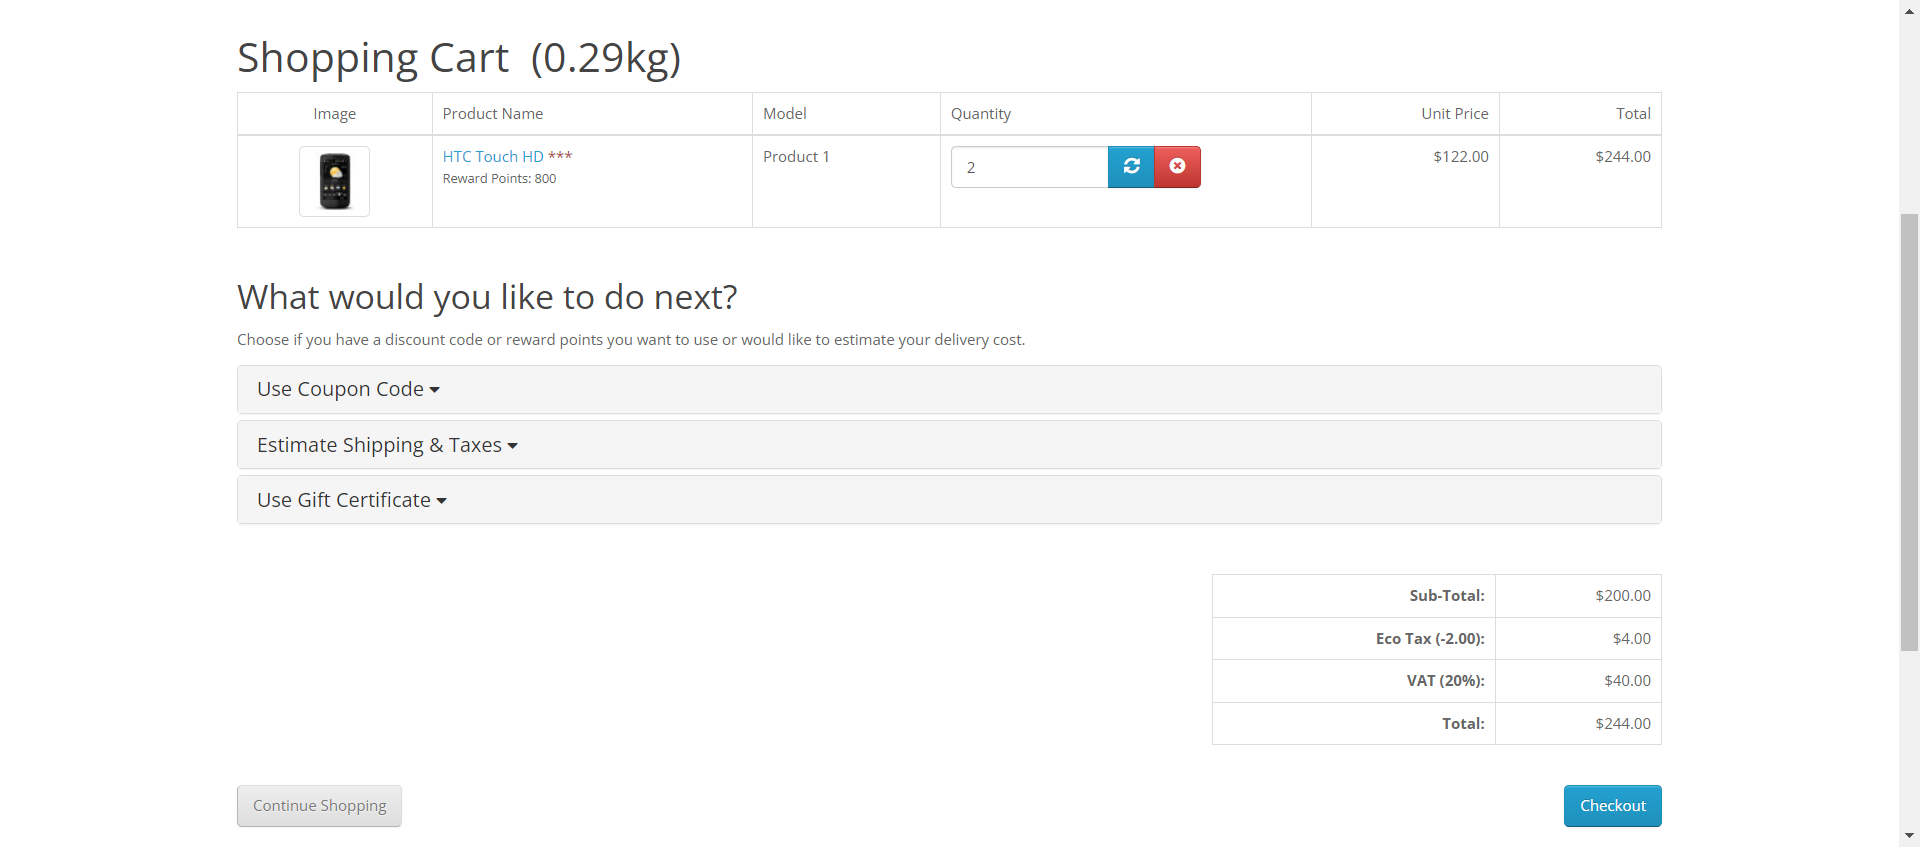 Shopping Cart  (0.29kg)
Image Product Name Model Quantity Unit Price Total
HTC Touch HD *** Product 1 2 $122.00 $244.00
Reward Points: 800
What would you like to do next?
Choose if you have a discount code or reward points you want to use or would like to estimate your delivery cost.
Use Coupon Code
Estimate Shipping & Taxes
Use Gift Certificate
Sub-Total: $200.00
Eco Tax (-2.00): $4.00
VAT (20%): $40.00
Total: $244.00
Continue Shopping Checkout